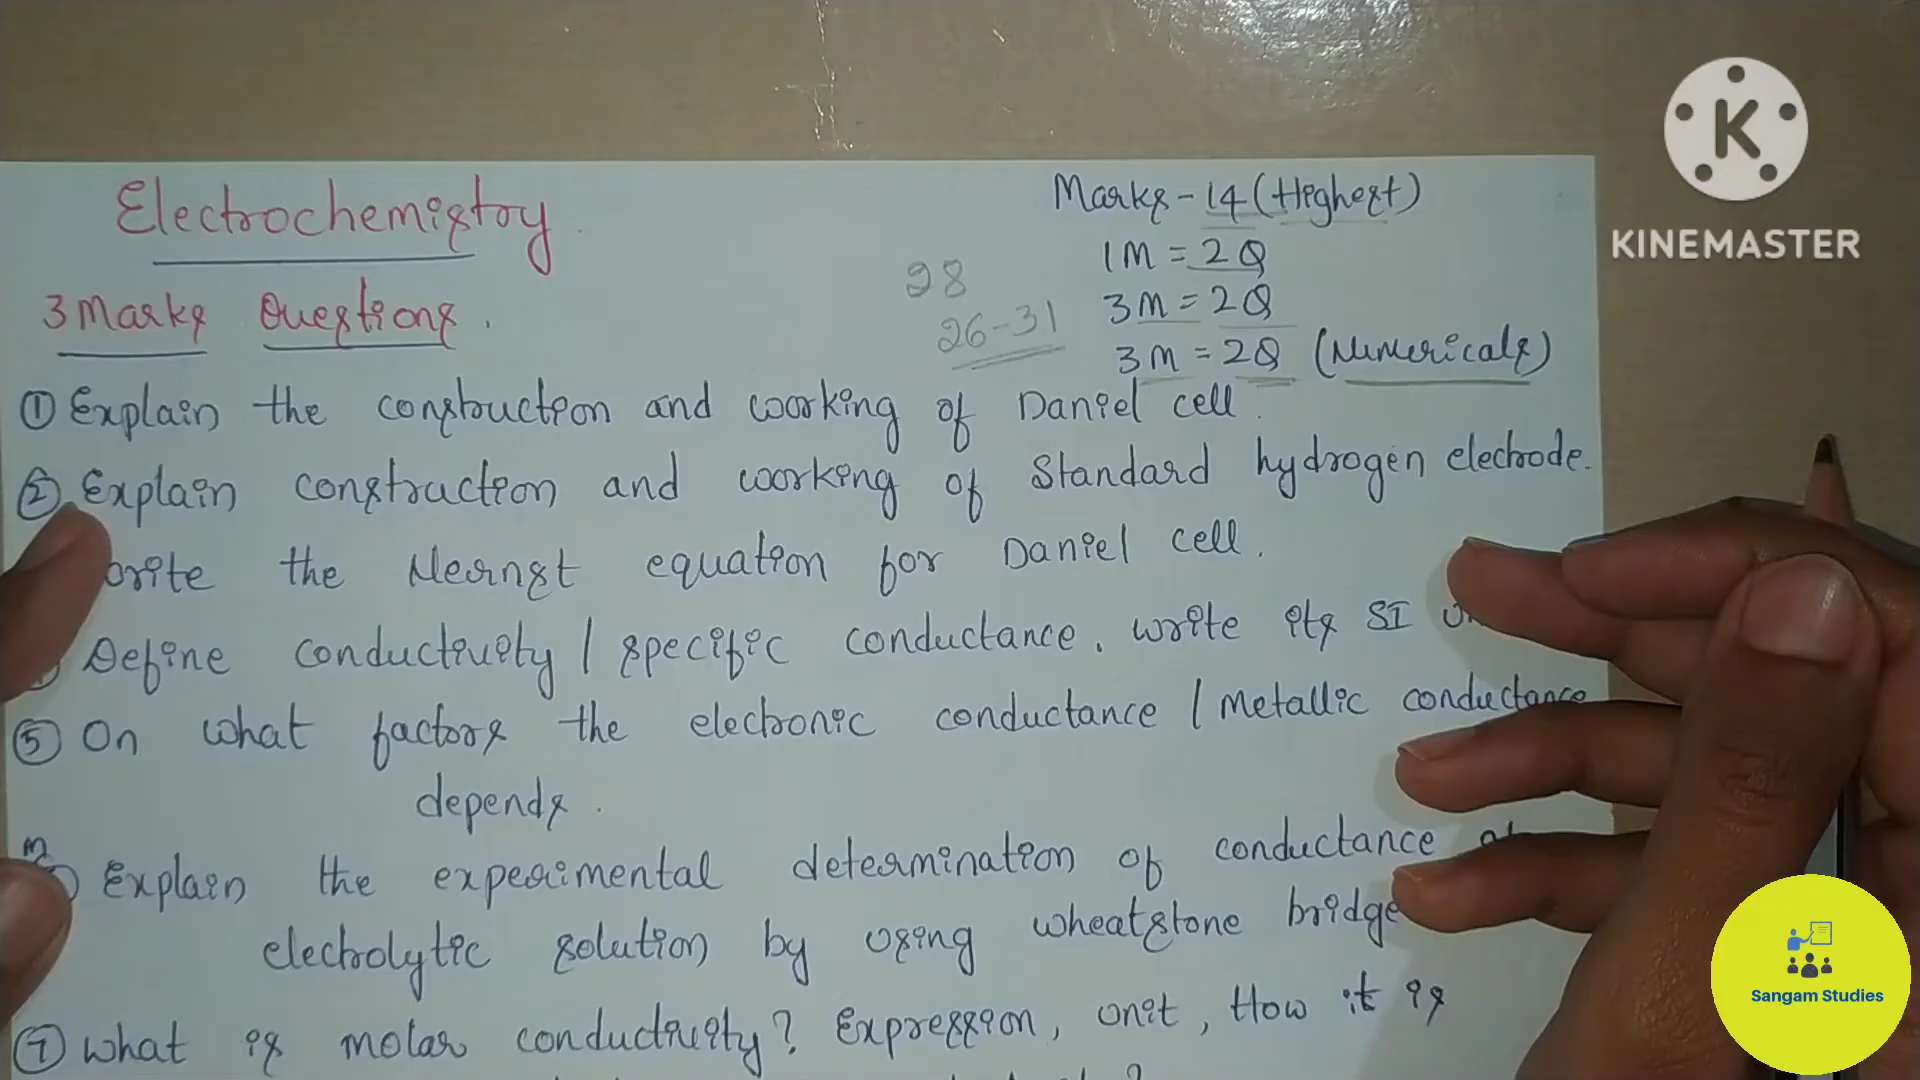 Electrochemistry
Marks - 14 (Highest)
1M = 2Q
3M = 2Q
3M = 2Q (Numericals)
28
26-31
3 Marks Questions.
① Explain the construction and working of Daniel cell.
② Explain construction and working of Standard hydrogen electrode.
the Nernst equation for Daniel cell.
Define conductivity / specific conductance. write its SI
⑤ On what factors the electronic conductance / Metallic conductance
depends.
Explain the experimental determination of conductance
electrolytic solution by using wheatstone bridge
⑦ What is molar conductivity? Expression, unit, How it is
K
KINEMASTER
Sangam Studies